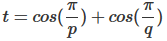 t = cos(π/p) + cos(π/q)